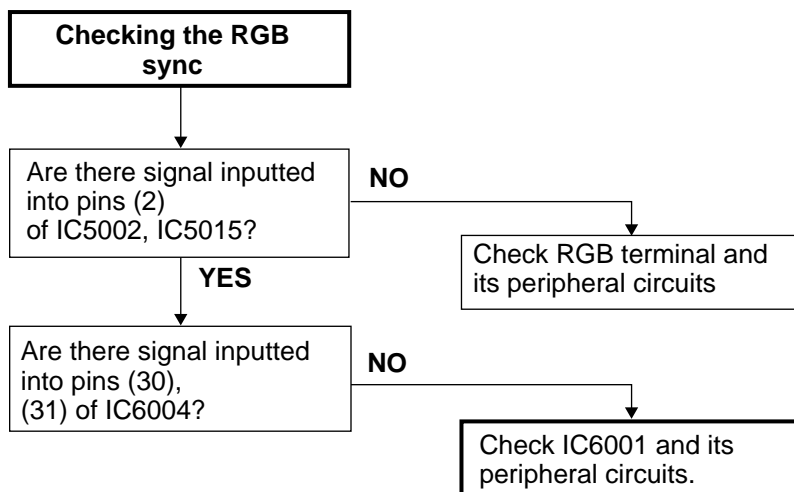 Checking the RGB
sync
Are there signal inputted
into pins (2)
of IC5002, IC5015?
NO
Check RGB terminal and
its peripheral circuits
YES
Are there signal inputted
into pins (30),
(31) of IC6004?
NO
Check IC6001 and its
peripheral circuits.